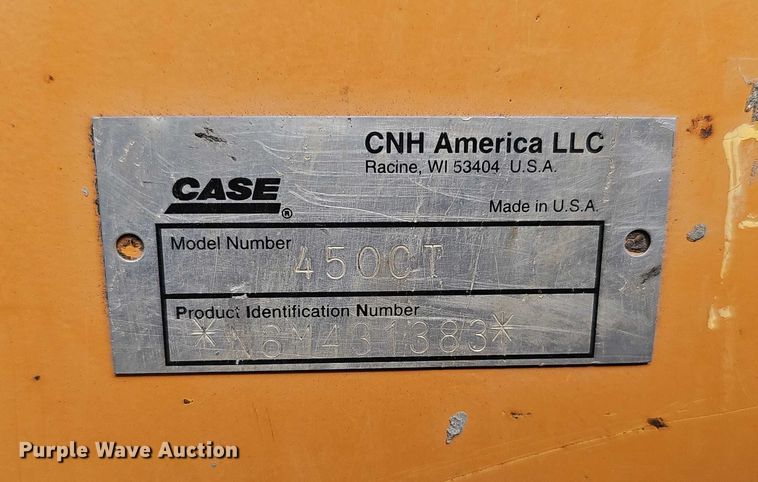 CNH America LLC
Racine, WI 53404 U.S.A.
CASE®
Made in U.S.A.
Model Number
450CT
Product Identification Number
*N8M431383*
Purple Wave Auction